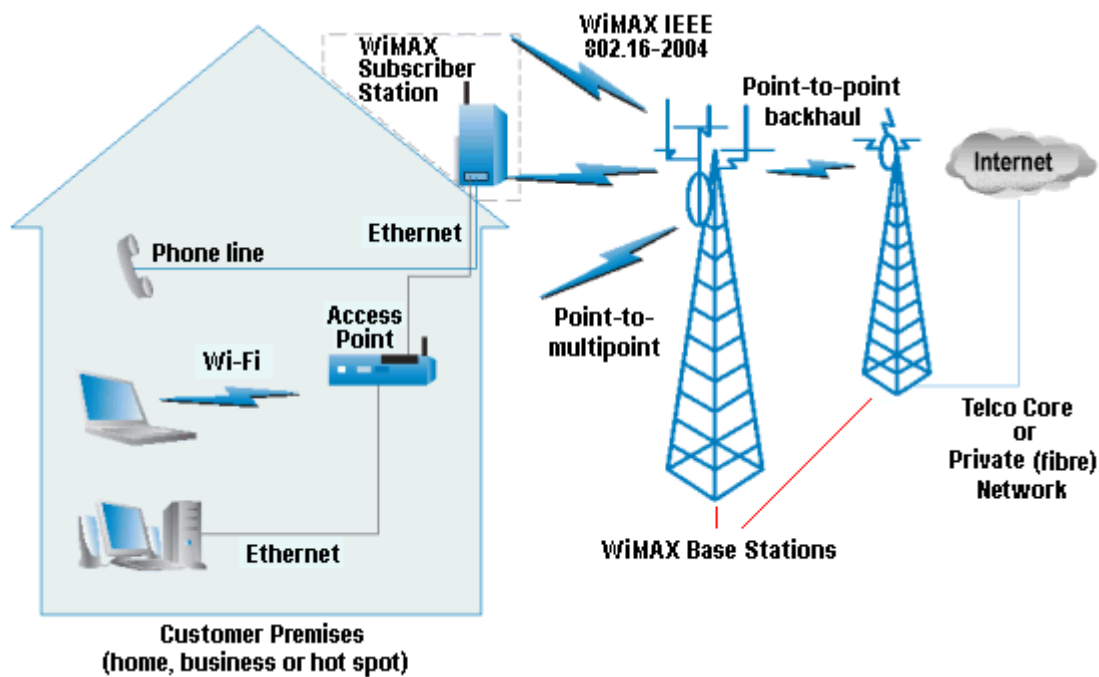 WiMAX IEEE
802.16-2004
WiMAX
Subscriber
Station
Point-to-point
backhaul
Internet
Ethernet
Phone line
Access
Point
Point-to-
multipoint
Wi-Fi
Telco Core
or
Private (fibre)
Network
Ethernet
WiMAX Base Stations
Customer Premises
(home, business or hot spot)